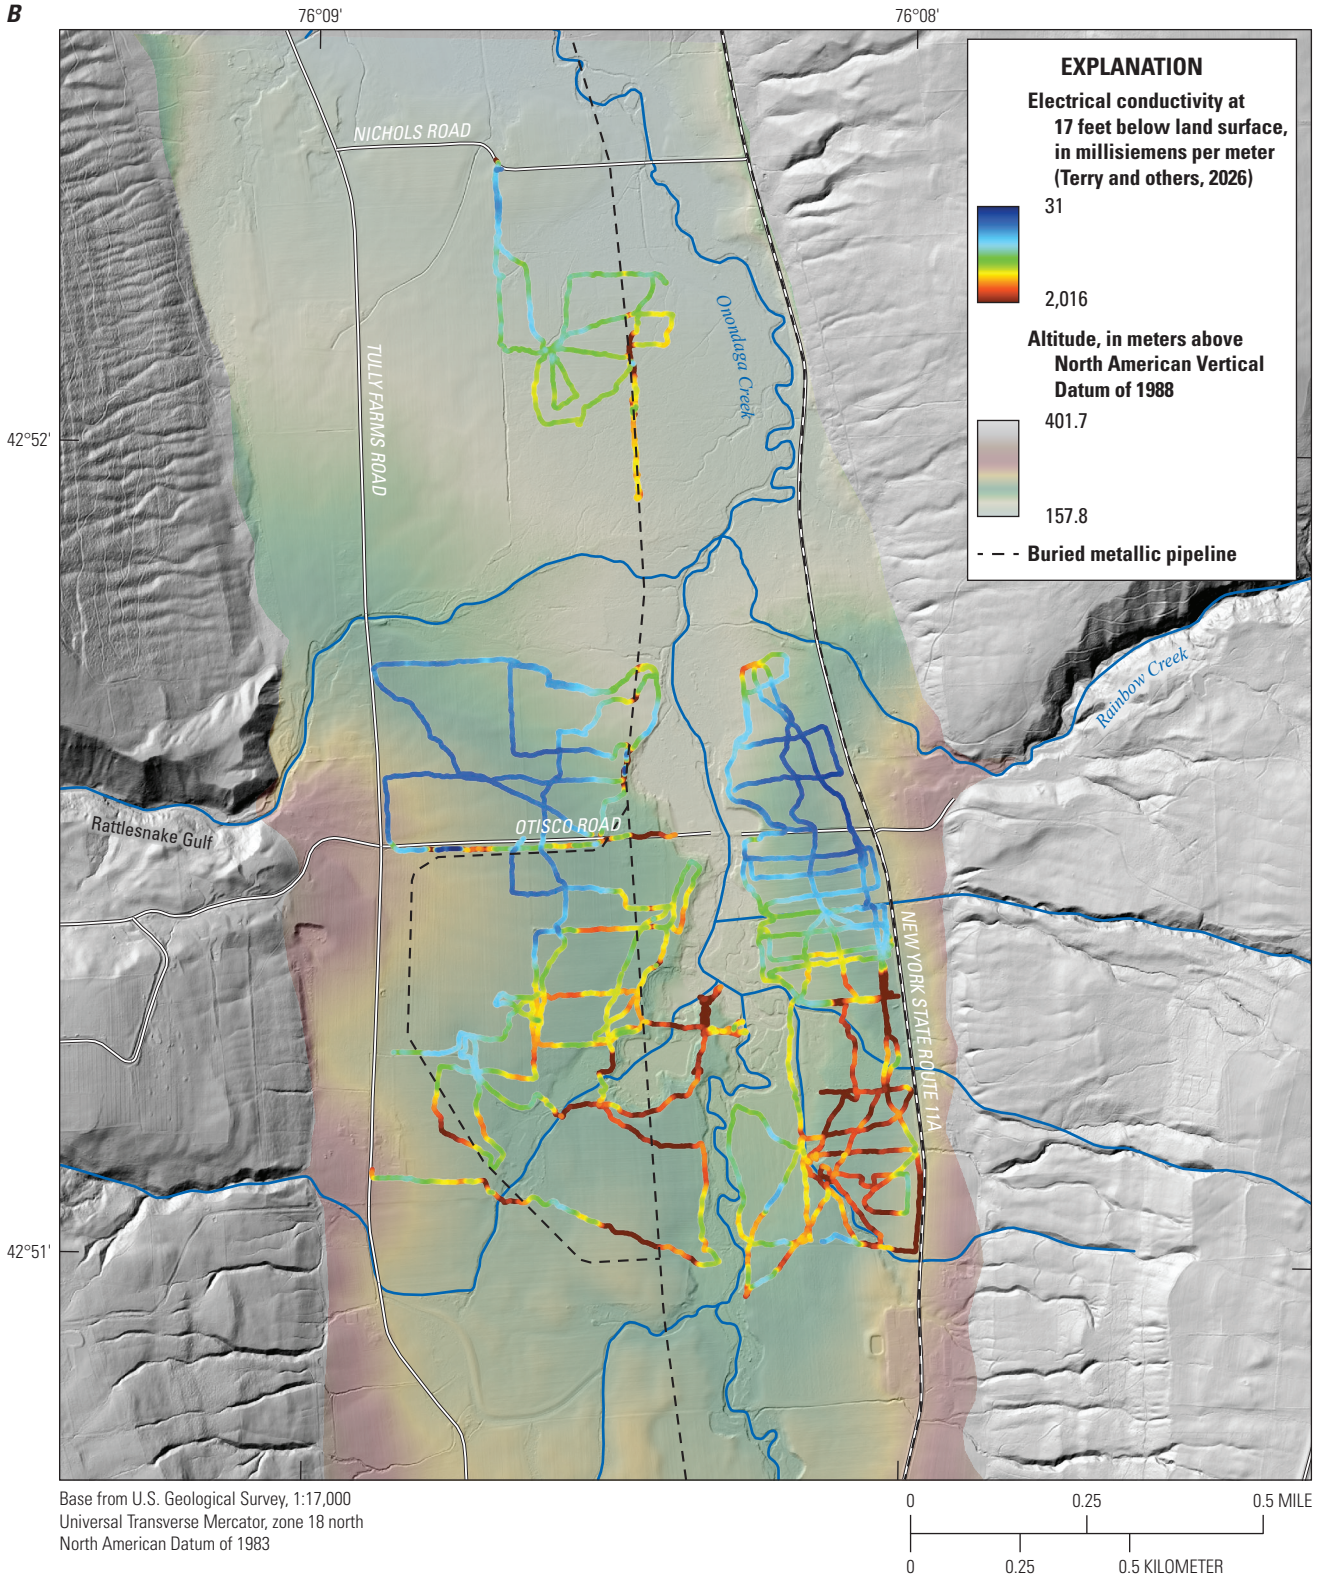 B
76°09'
76°08'
EXPLANATION
Electrical conductivity at
17 feet below land surface,
in millisiemens per meter
(Terry and others, 2026)
31
2,016
Altitude, in meters above
North American Vertical
Datum of 1988
401.7
157.8
Buried metallic pipeline
NICHOLS ROAD
TULLY FARMS ROAD
Onondaga Creek
42°52'
Rainbow Creek
Rattlesnake Gulf
OTISCO ROAD
NEW YORK STATE ROUTE 11A
42°51'
Base from U.S. Geological Survey, 1:17,000
Universal Transverse Mercator, zone 18 north
North American Datum of 1983
0 0.25 0.5 MILE
0 0.25 0.5 KILOMETER